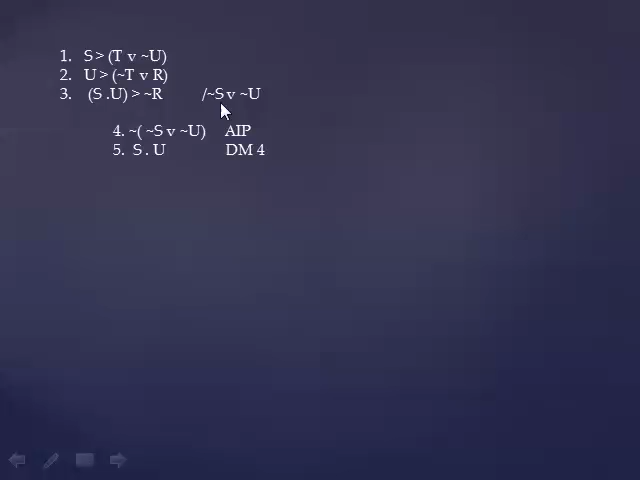 1. S > (T v ~U)
2. U > (~T v R)
3. (S .U) > ~R /~S v ~U
4. ~( ~S v ~U) AIP
5. S . U DM 4